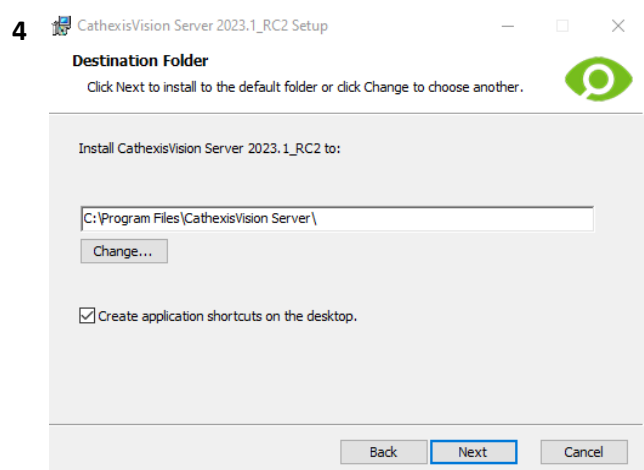 4
CathexisVision Server 2023.1_RC2 Setup
Destination Folder
Click Next to install to the default folder or click Change to choose another.
Install CathexisVision Server 2023.1_RC2 to:
C:\Program Files\CathexisVision Server\
Change...
Create application shortcuts on the desktop.
Back Next Cancel